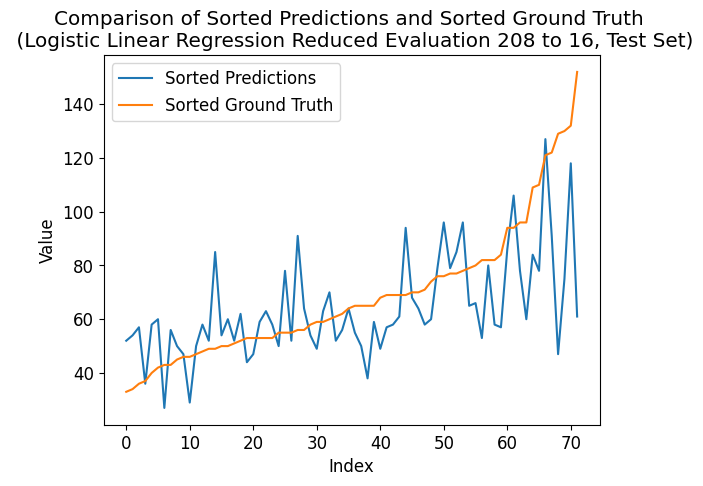 Comparison of Sorted Predictions and Sorted Ground Truth
(Logistic Linear Regression Reduced Evaluation 208 to 16, Test Set)
Sorted Predictions
Sorted Ground Truth
140
120
100
80
60
40
Value
0 10 20 30 40 50 60 70
Index